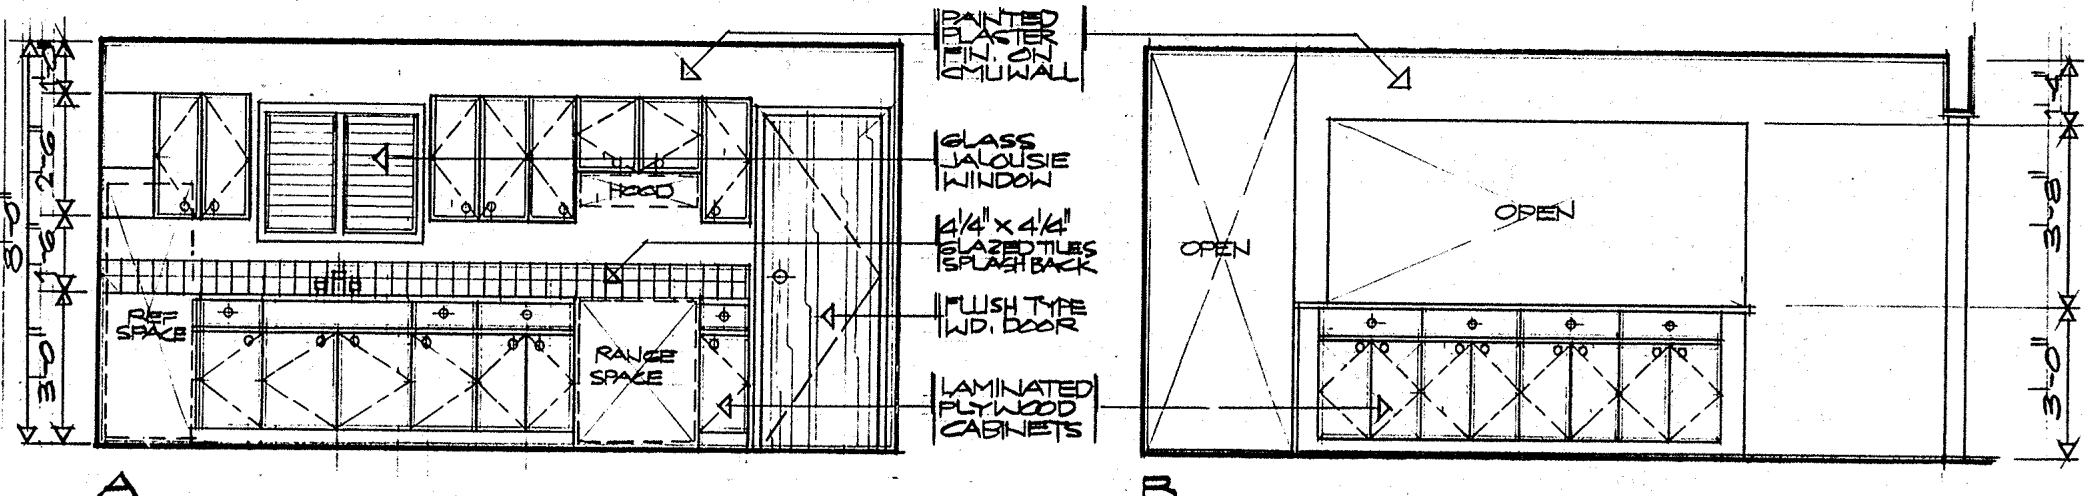 8'-0"
2'-6"
1'-6"
3'-0"
PAINTED
PLASTER
FIN. ON
CMU WALL
GLASS
JALOUSIE
WINDOW
4 1/4" X 4 1/4"
GLAZED TILES
SPLASH BACK
FLUSH TYPE
WD. DOOR
LAMINATED
PLYWOOD
CABINETS
HOOD
REF
SPACE
RANGE
SPACE
A
OPEN
OPEN
1'-4"
3'-8"
3'-0"
B